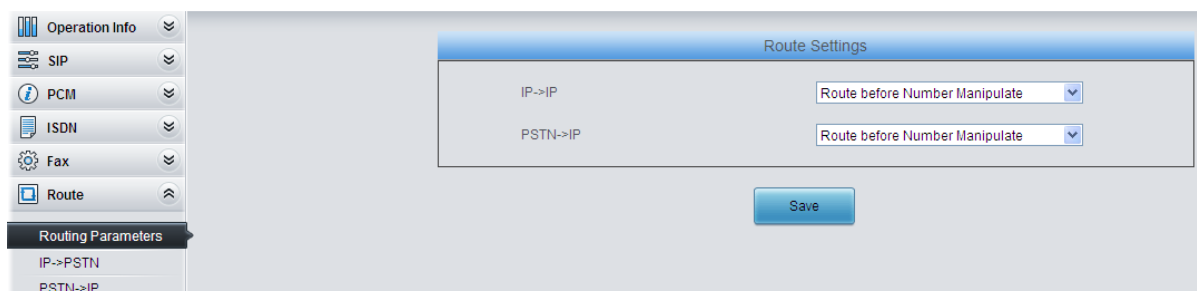 Operation Info
SIP
PCM
ISDN
Fax
Route
Routing Parameters
IP->PSTN
PSTN->IP
Route Settings
IP->IP Route before Number Manipulate
PSTN->IP Route before Number Manipulate
Save